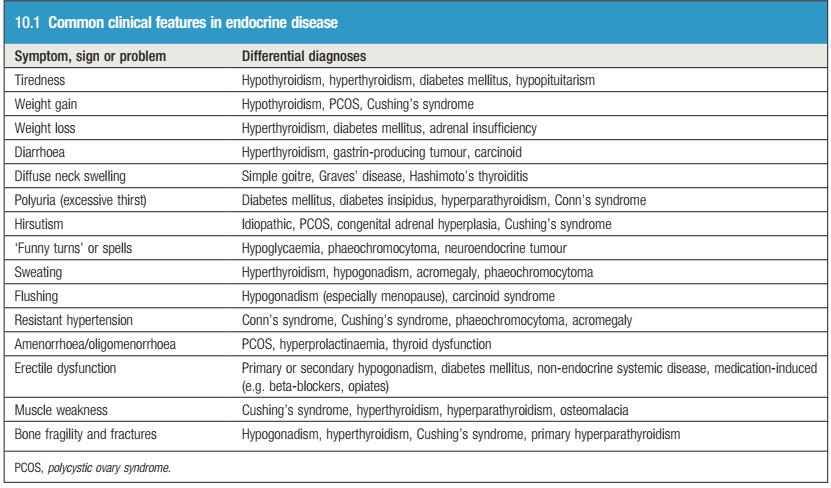 10.1 Common clinical features in endocrine disease
Symptom, sign or problem Differential diagnoses
Tiredness Hypothyroidism, hyperthyroidism, diabetes mellitus, hypopituitarism
Weight gain Hypothyroidism, PCOS, Cushing's syndrome
Weight loss Hyperthyroidism, diabetes mellitus, adrenal insufficiency
Diarrhoea Hyperthyroidism, gastrin-producing tumour, carcinoid
Diffuse neck swelling Simple goitre, Graves' disease, Hashimoto's thyroiditis
Polyuria (excessive thirst) Diabetes mellitus, diabetes insipidus, hyperparathyroidism, Conn's syndrome
Hirsutism Idiopathic, PCOS, congenital adrenal hyperplasia, Cushing's syndrome
'Funny turns' or spells Hypoglycaemia, phaeochromocytoma, neuroendocrine tumour
Sweating Hyperthyroidism, hypogonadism, acromegaly, phaeochromocytoma
Flushing Hypogonadism (especially menopause), carcinoid syndrome
Resistant hypertension Conn's syndrome, Cushing's syndrome, phaeochromocytoma, acromegaly
Amenorrhoea/oligomenorrhoea PCOS, hyperprolactinaemia, thyroid dysfunction
Erectile dysfunction Primary or secondary hypogonadism, diabetes mellitus, non-endocrine systemic disease, medication-induced
(e.g. beta-blockers, opiates)
Muscle weakness Cushing's syndrome, hyperthyroidism, hyperparathyroidism, osteomalacia
Bone fragility and fractures Hypogonadism, hyperthyroidism, Cushing's syndrome, primary hyperparathyroidism
PCOS, polycystic ovary syndrome.